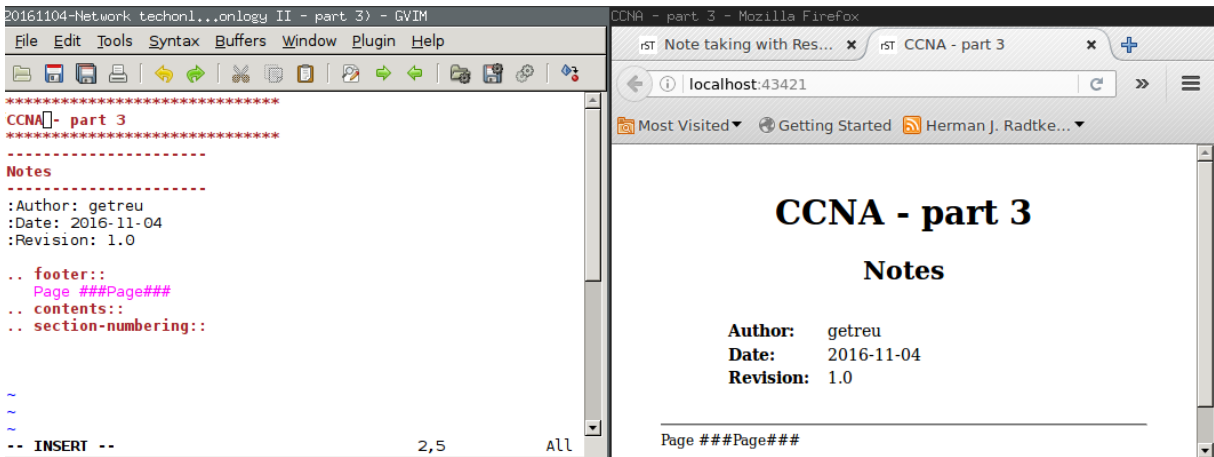 20161104-Network techonl...onlogy II - part 3) - GVIM
File Edit Tools Syntax Buffers Window Plugin Help
******************************
CCNA - part 3
******************************
----------------------
Notes
----------------------
:Author: getreu
:Date: 2016-11-04
:Revision: 1.0
.. footer::
   Page ###Page###
.. contents::
.. section-numbering::
~
~
~
-- INSERT -- 2,5 All
CCNA - part 3 - Mozilla Firefox
rST Note taking with Res... × rST CCNA - part 3 ×
localhost:43421
Most Visited Getting Started Herman J. Radtke...
CCNA - part 3
Notes
Author: getreu
Date: 2016-11-04
Revision: 1.0
Page ###Page###